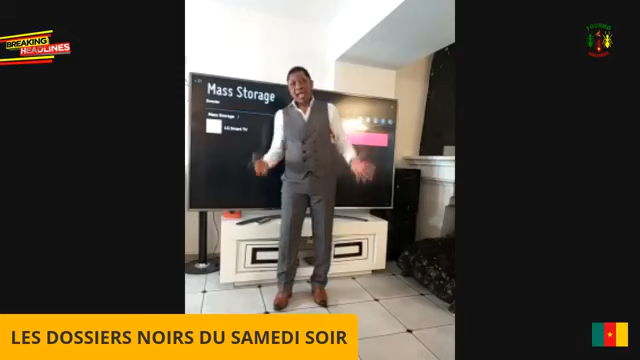 BREAKING
HEADLINES
Mass Storage
Mass Storage /
LG Smart TV
LES DOSSIERS NOIRS DU SAMEDI SOIR